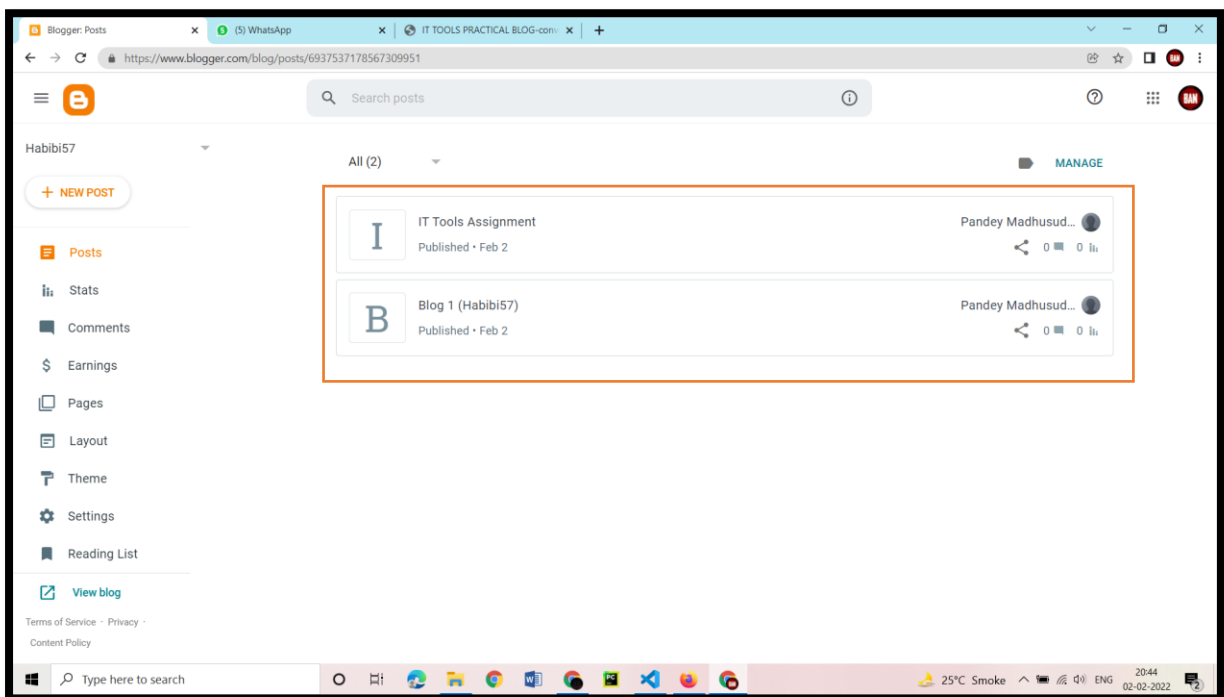 Blogger: Posts
(5) WhatsApp
IT TOOLS PRACTICAL BLOG-conv
https://www.blogger.com/blog/posts/6937537178567309951
Search posts
BAN
Habibi57
All (2)
MANAGE
+ NEW POST
I
IT Tools Assignment
Pandey Madhusud...
Published • Feb 2
0 0
B
Blog 1 (Habibi57)
Pandey Madhusud...
Published • Feb 2
0 0
Posts
Stats
Comments
$ Earnings
Pages
Layout
Theme
Settings
Reading List
View blog
Terms of Service · Privacy ·
Content Policy
Type here to search
25°C Smoke
ENG
20:44
02-02-2022
2